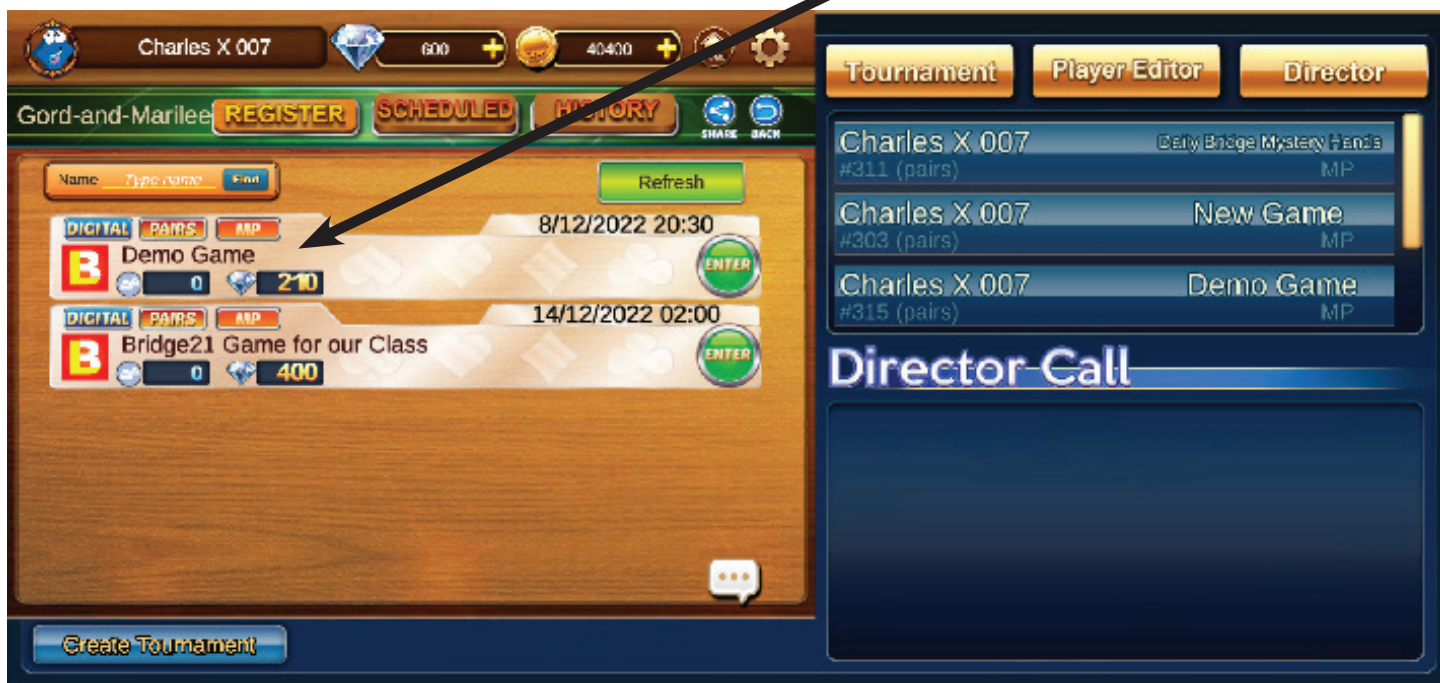 Charles X 007
600
40400
Gord-and-Marilee REGISTER SCHEDULED HISTORY SHARE BACK
Name Type name Find
Refresh
DIGITAL PAIRS MP
8/12/2022 20:30
B
Demo Game
0 210
ENTER
DIGITAL PAIRS MP
14/12/2022 02:00
B
Bridge21 Game for our Class
0 400
ENTER
Create Tournament
Tournament Player Editor Director
Charles X 007 Daily Bridge Mystery Hands
#311 (pairs) MP
Charles X 007 New Game
#303 (pairs) MP
Charles X 007 Demo Game
#315 (pairs) MP
Director Call